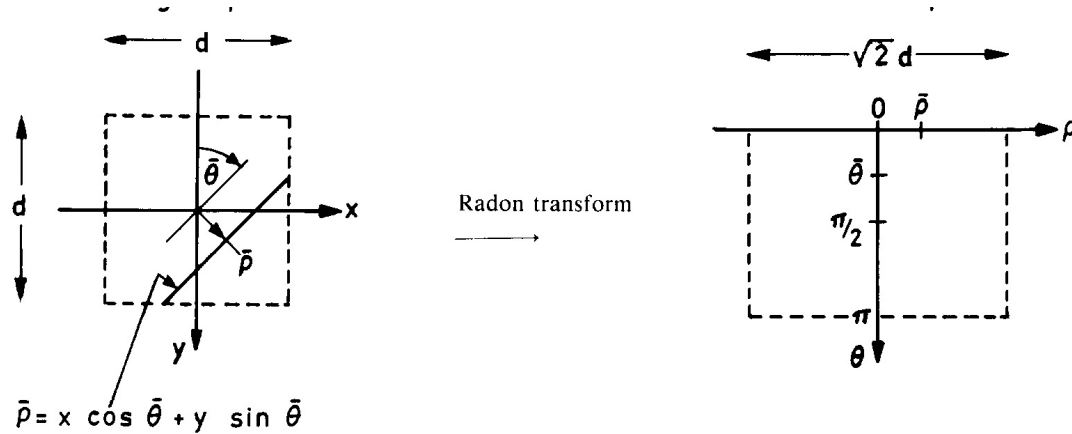 d
√2 d
0 ρ̄
ρ
θ̄
θ̄
d
x
Radon transform
π/2
ρ̄
y
π
θ
ρ̄ = x cos θ̄ + y sin θ̄